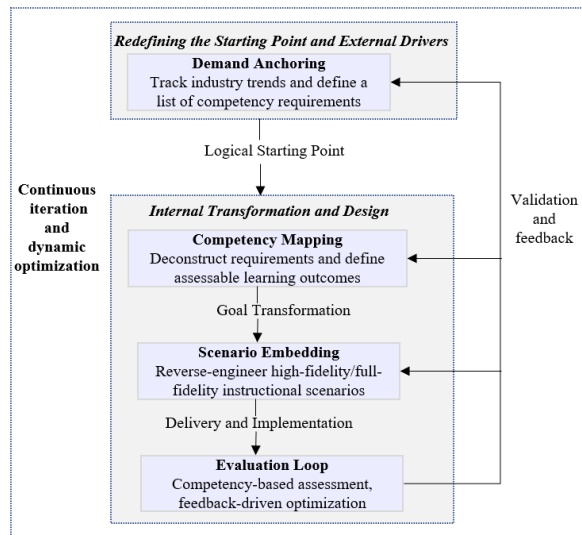 Redefining the Starting Point and External Drivers
Demand Anchoring
Track industry trends and define a
list of competency requirements
Logical Starting Point
Continuous
iteration
and
dynamic
optimization
Validation
and
feedback
Internal Transformation and Design
Competency Mapping
Deconstruct requirements and define
assessable learning outcomes
Goal Transformation
Scenario Embedding
Reverse-engineer high-fidelity/full-
fidelity instructional scenarios
Delivery and Implementation
Evaluation Loop
Competency-based assessment,
feedback-driven optimization